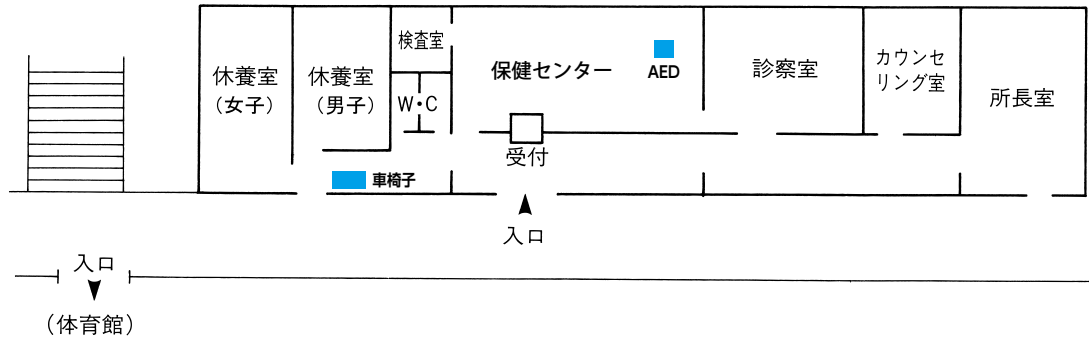 休養室
（女子）
休養室
（男子）
検査室
W・C
保健センター
AED
診察室
カウンセ
リング室
所長室
受付
車椅子
入口
入口
（体育館）